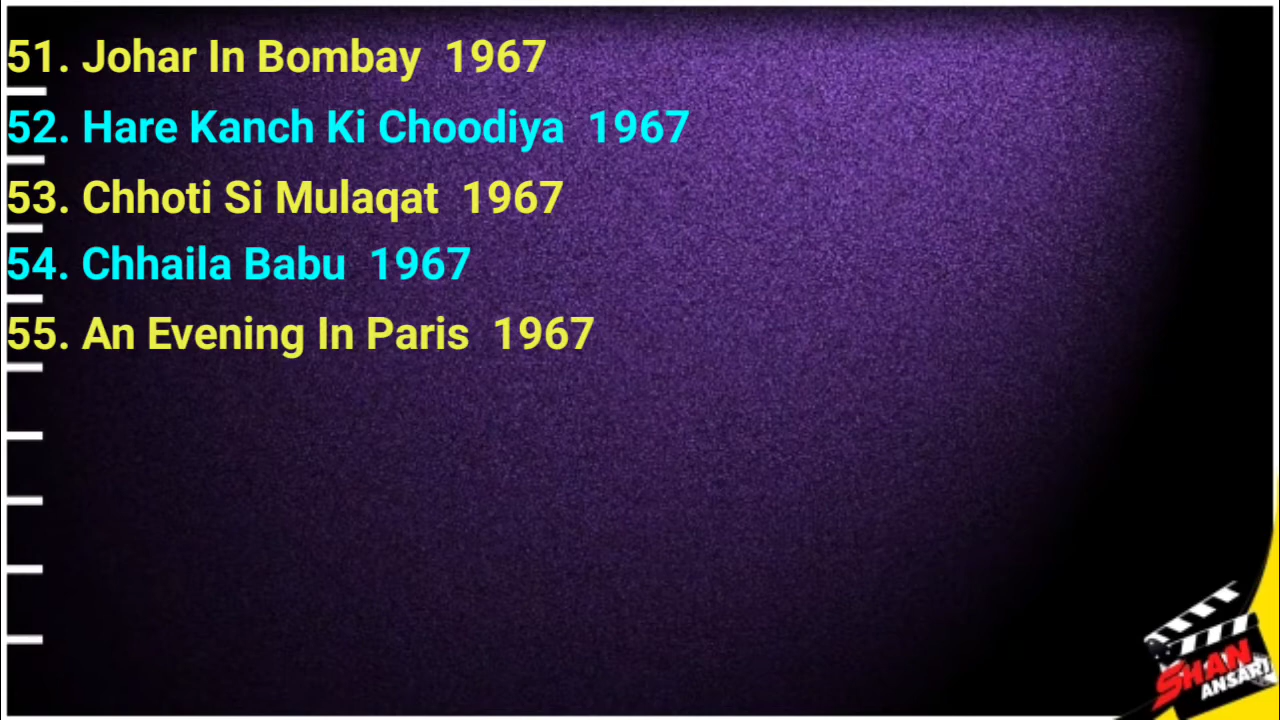 51. Johar In Bombay 1967
52. Hare Kanch Ki Choodiya 1967
53. Chhoti Si Mulaqat 1967
54. Chhaila Babu 1967
55. An Evening In Paris 1967
SHAN
ANSARI